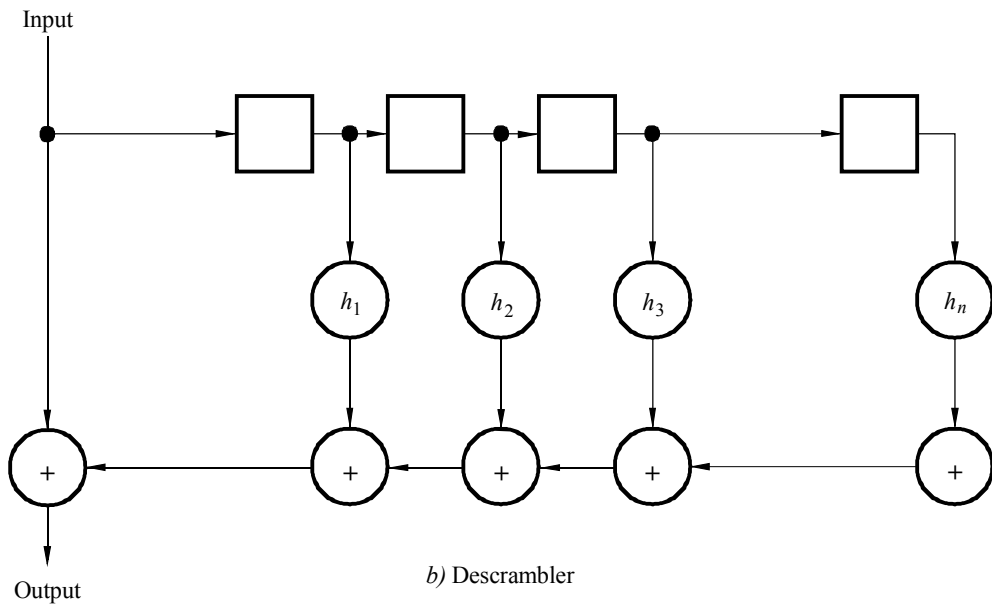 Input
h1 h2 h3 hn
+ + + + +
b) Descrambler
Output